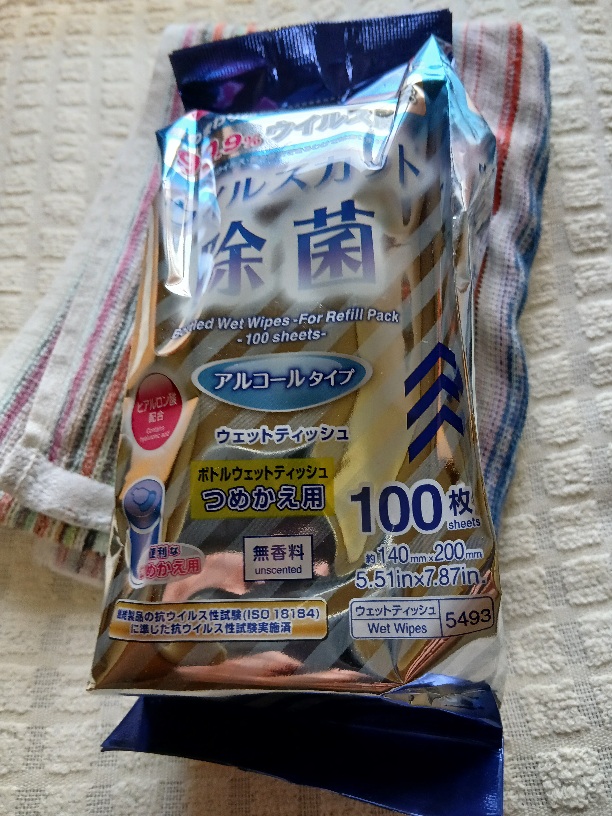 99.9% ウイルス
イルスカット
除菌
Wet Wipes -For Refill Pack
-100 sheets-
アルコールタイプ
ヒアルロン酸
配合
Contains
hyaluronic acid
ウェットティッシュ
ボトルウェットティッシュ
つめかえ用
100枚
sheets
便利な
つめかえ用
無香料
unscented
約140mm×200mm
5.51in×7.87in
製品の抗ウイルス性試験(ISO 18184)
に準じた抗ウイルス性試験実施済
ウェットティッシュ
Wet Wipes
5493